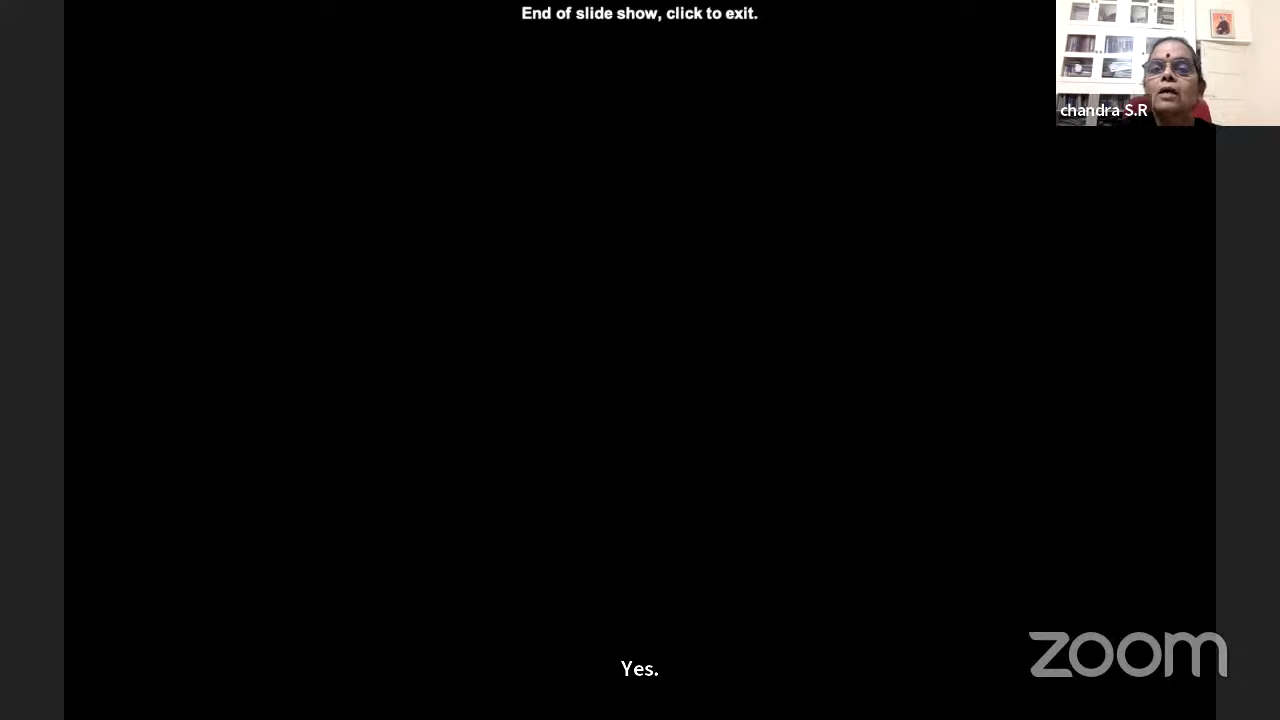 End of slide show, click to exit.
chandra S.R
Yes.
zoom